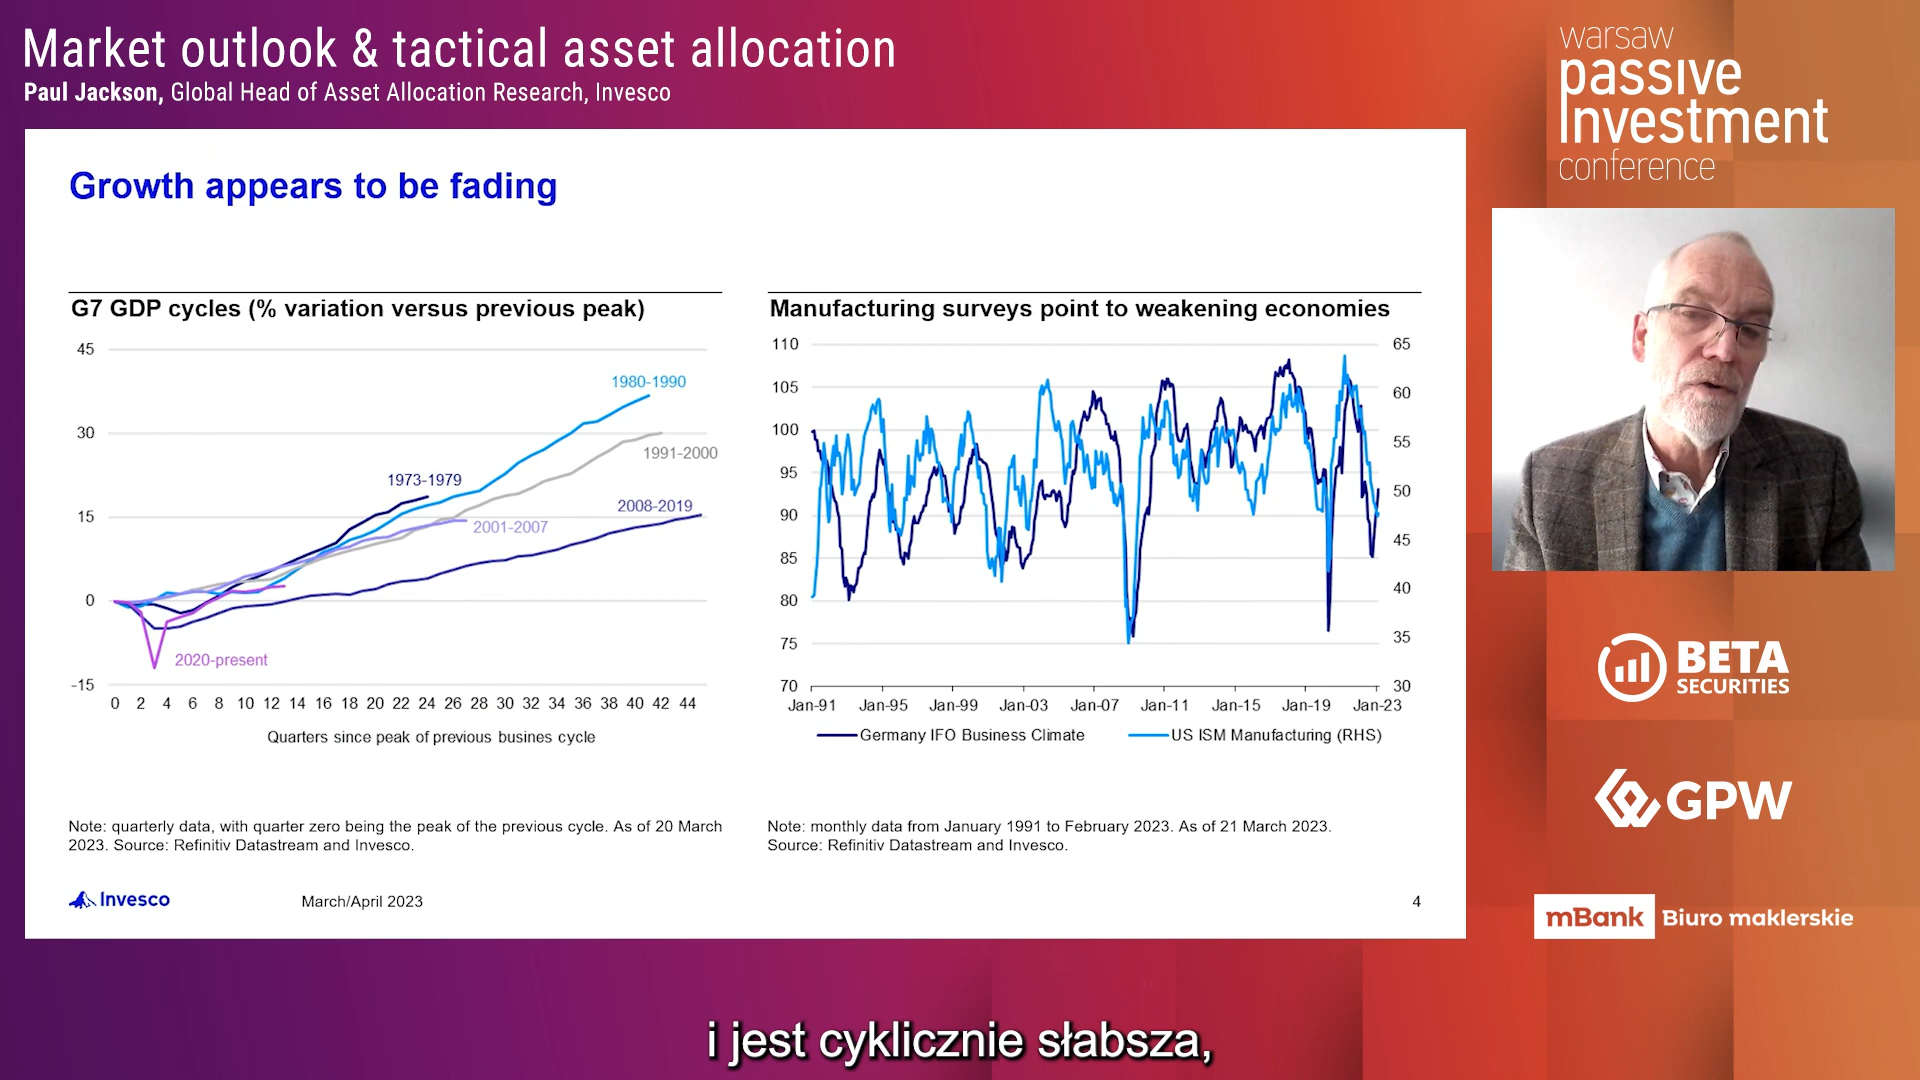 Market outlook & tactical asset allocation
Paul Jackson, Global Head of Asset Allocation Research, Invesco
warsaw
passive
Investment
conference
Growth appears to be fading
G7 GDP cycles (% variation versus previous peak)
45
30
15
0
-15
1980-1990
1991-2000
1973-1979
2008-2019
2001-2007
2020-present
0 2 4 6 8 10 12 14 16 18 20 22 24 26 28 30 32 34 36 38 40 42 44
Quarters since peak of previous busines cycle
Note: quarterly data, with quarter zero being the peak of the previous cycle. As of 20 March
2023. Source: Refinitiv Datastream and Invesco.
Manufacturing surveys point to weakening economies
110
105
100
95
90
85
80
75
70
65
60
55
50
45
40
35
30
Jan-91 Jan-95 Jan-99 Jan-03 Jan-07 Jan-11 Jan-15 Jan-19 Jan-23
Germany IFO Business Climate US ISM Manufacturing (RHS)
Note: monthly data from January 1991 to February 2023. As of 21 March 2023.
Source: Refinitiv Datastream and Invesco.
Invesco
March/April 2023
4
BETA
SECURITIES
GPW
mBank Biuro maklerskie
i jest cyklicznie słabsza,